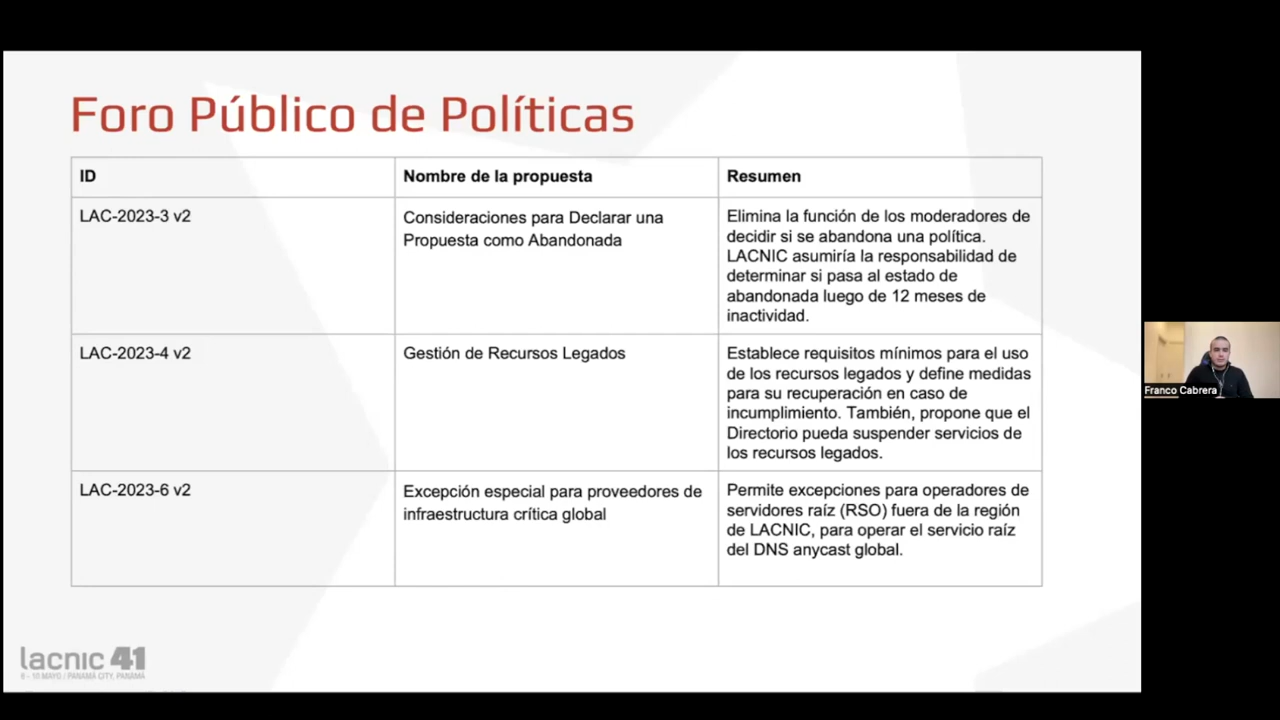 Foro Público de Políticas
ID
Nombre de la propuesta
Resumen
LAC-2023-3 v2
Consideraciones para Declarar una
Propuesta como Abandonada
Elimina la función de los moderadores de
decidir si se abandona una política.
LACNIC asumiría la responsabilidad de
determinar si pasa al estado de
abandonada luego de 12 meses de
inactividad.
LAC-2023-4 v2
Gestión de Recursos Legados
Establece requisitos mínimos para el uso
de los recursos legados y define medidas
para su recuperación en caso de
incumplimiento. También, propone que el
Directorio pueda suspender servicios de
los recursos legados.
LAC-2023-6 v2
Excepción especial para proveedores de
infraestructura crítica global
Permite excepciones para operadores de
servidores raíz (RSO) fuera de la región
de LACNIC, para operar el servicio raíz
del DNS anycast global.
Franco Cabrera
lacnic 41
6 - 10 MAYO / PANAMÁ CITY, PANAMÁ